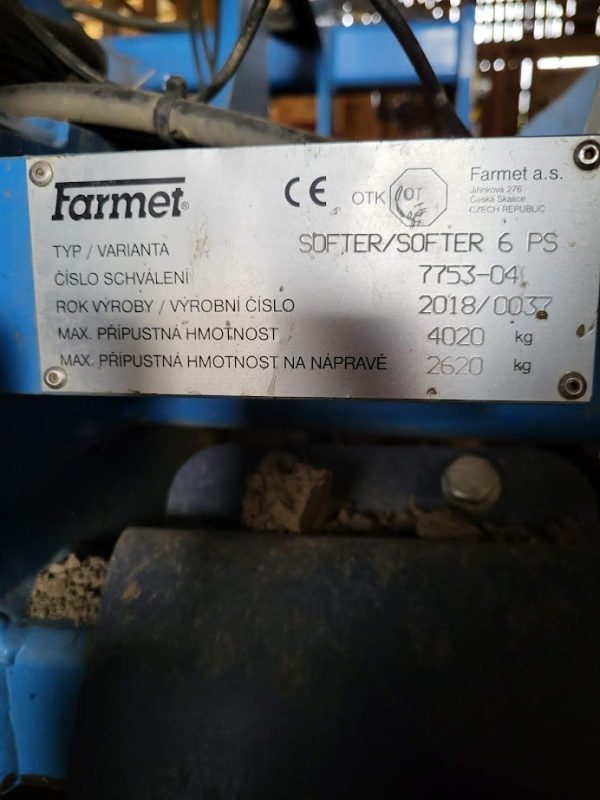 Farmet®
CE
OTK
Farmet a.s.
Jiřinková 276
Česká Skalice
CZECH REPUBLIC
TYP / VARIANTA SOFTER/SOFTER 6 PS
ČÍSLO SCHVÁLENÍ 7753-04
ROK VÝROBY / VÝROBNÍ ČÍSLO 2018/0037
MAX. PŘÍPUSTNÁ HMOTNOST 4020 kg
MAX. PŘÍPUSTNÁ HMOTNOST NA NÁPRAVĚ 2620 kg